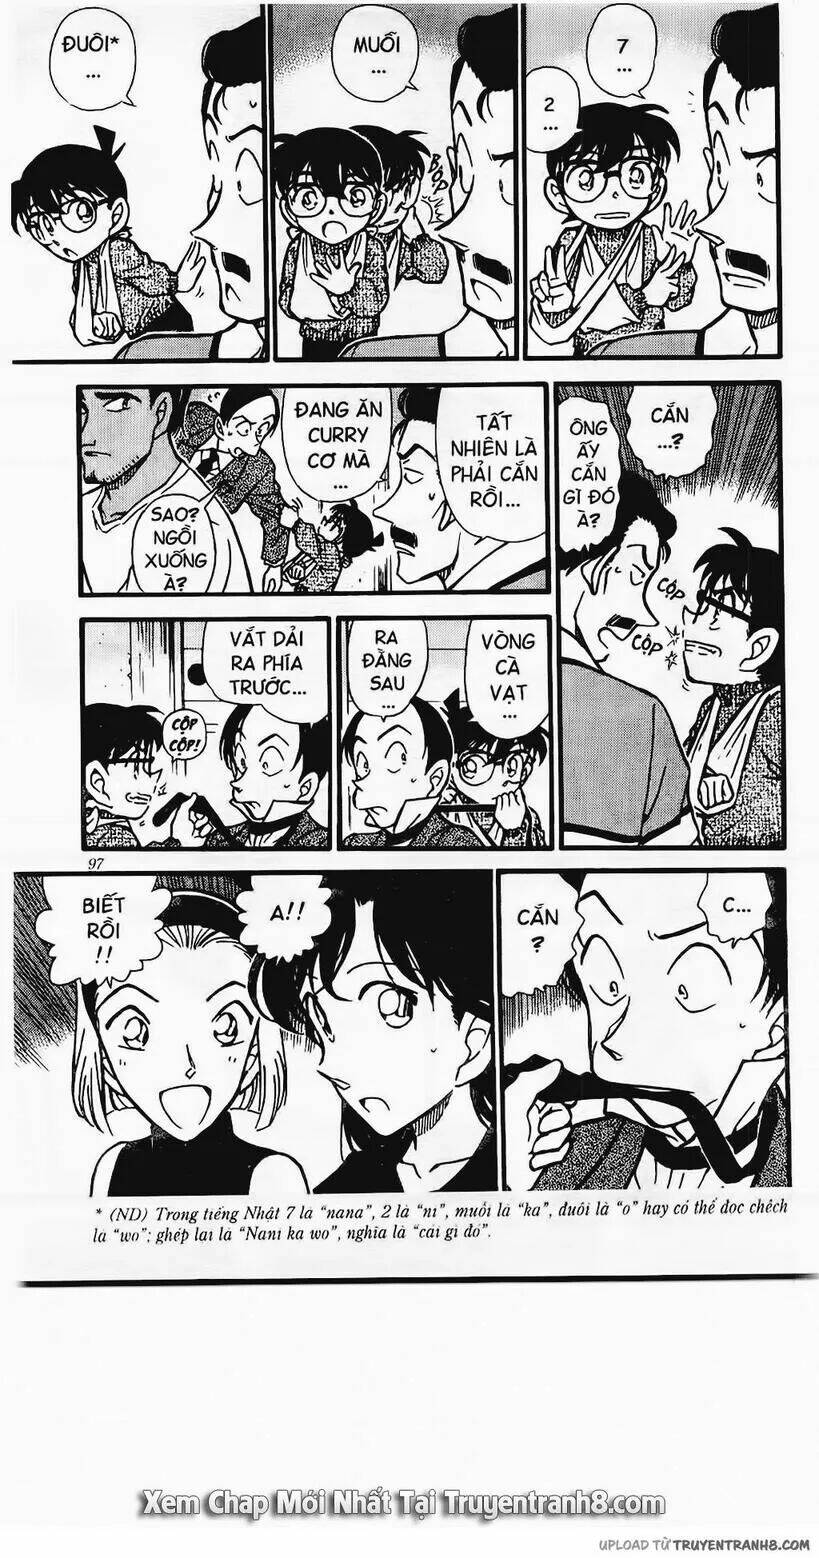 7
...
2
...
MUỖI
...
BỐP
ĐUÔI*
...
CẮN
...?
ÔNG
ẤY
CẮN
GÌ ĐÓ
À?
CỘP
CỘP
TẤT
NHIÊN LÀ
PHẢI CẮN
RỒI...
ĐANG ĂN
CURRY
CƠ MÀ
...
SAO?
NGỒI
XUỐNG
À?
VÒNG
CÀ
VẠT
...
RA
ĐẰNG
SAU
...
VẮT DẢI
RA PHÍA
TRƯỚC...
CỘP
CỘP!
97
C...
CẮN
?
A!!
BIẾT
RỒI
!!
* (ND) Trong tiếng Nhật 7 là “nana”, 2 là “ni”, muỗi là “ka”, đuôi là “o” hay có thể đọc chệch
là “wo”; ghép lại là “Nani ka wo”, nghĩa là “cái gì đó”.
Xem Chap Mới Nhất Tại Truyentranh8.com
UPLOAD TỪ TRUYENTRANH8.COM